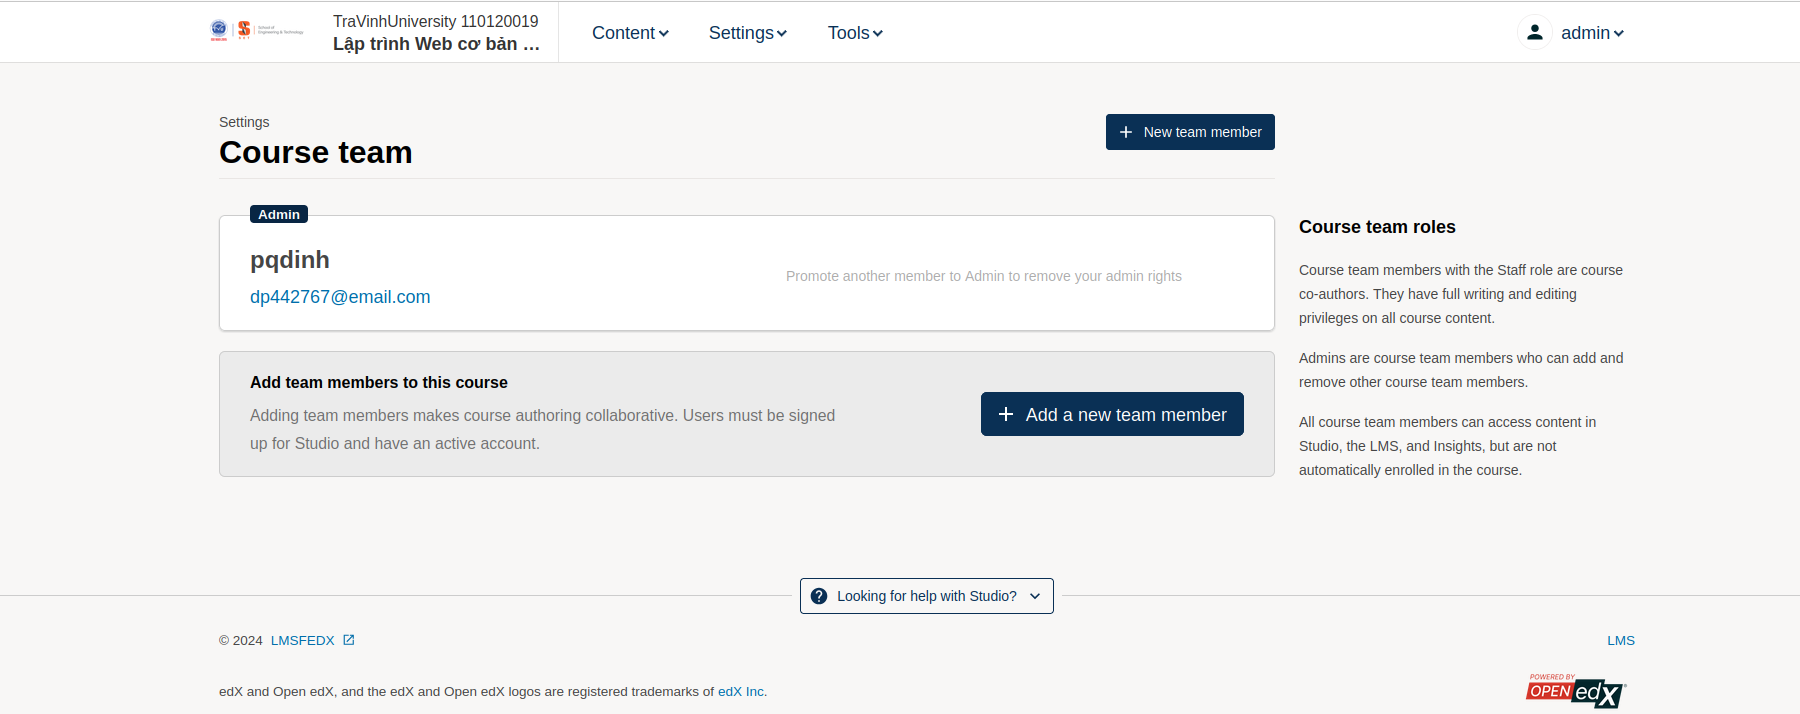 School of
Engineering & Technology
TraVinhUniversity 110120019
Lập trình Web cơ bản ...
Content
Settings
Tools
admin
Settings
Course team
New team member
Admin
pqdinh
dp442767@email.com
Promote another member to Admin to remove your admin rights
Add team members to this course
Adding team members makes course authoring collaborative. Users must be signed
up for Studio and have an active account.
Add a new team member
Course team roles
Course team members with the Staff role are course
co-authors. They have full writing and editing
privileges on all course content.
Admins are course team members who can add and
remove other course team members.
All course team members can access content in
Studio, the LMS, and Insights, but are not
automatically enrolled in the course.
Looking for help with Studio?
© 2024 LMSFEDX
LMS
edX and Open edX, and the edX and Open edX logos are registered trademarks of edX Inc.
POWERED BY
OPEN edX